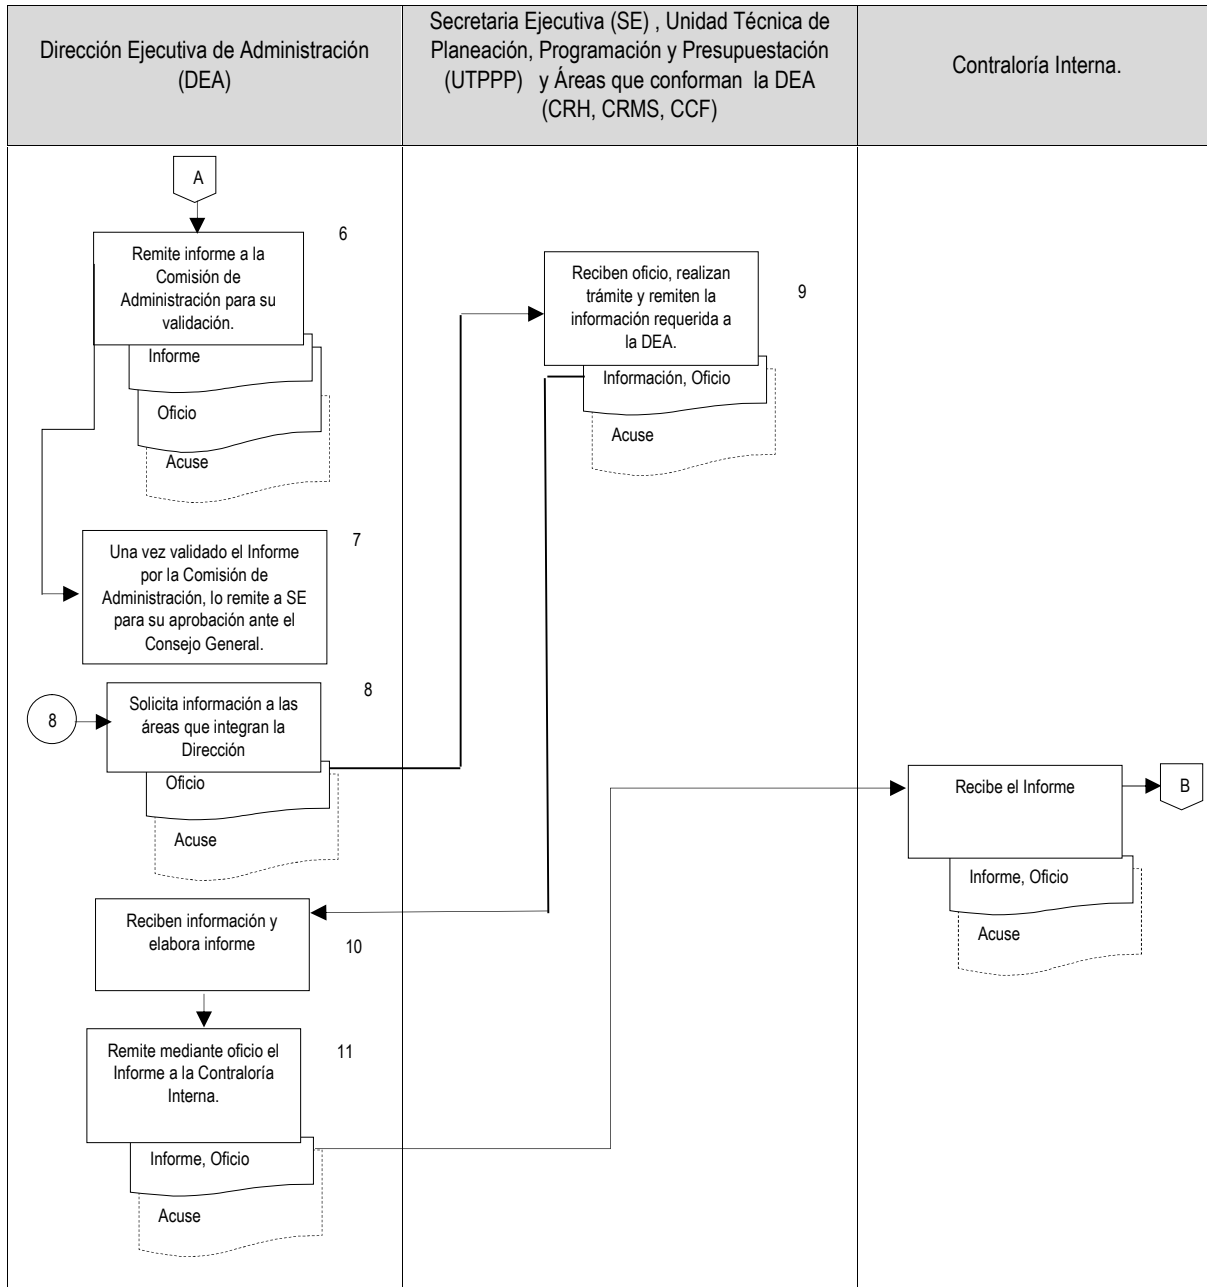 Dirección Ejecutiva de Administración
(DEA)
Secretaria Ejecutiva (SE) , Unidad Técnica de
Planeación, Programación y Presupuestación
(UTPPP) y Áreas que conforman la DEA
(CRH, CRMS, CCF)
Contraloría Interna.
A
6
Remite informe a la
Comisión de
Administración para su
validación.
Informe
Oficio
Acuse
7
Una vez validado el Informe
por la Comisión de
Administración, lo remite a SE
para su aprobación ante el
Consejo General.
8
8
Solicita información a las
áreas que integran la
Dirección
Oficio
Acuse
Reciben información y
elabora informe
10
Remite mediante oficio el
Informe a la Contraloría
Interna.
11
Informe, Oficio
Acuse
Reciben oficio, realizan
trámite y remiten la
información requerida a
la DEA.
9
Información, Oficio
Acuse
Recibe el Informe
B
Informe, Oficio
Acuse